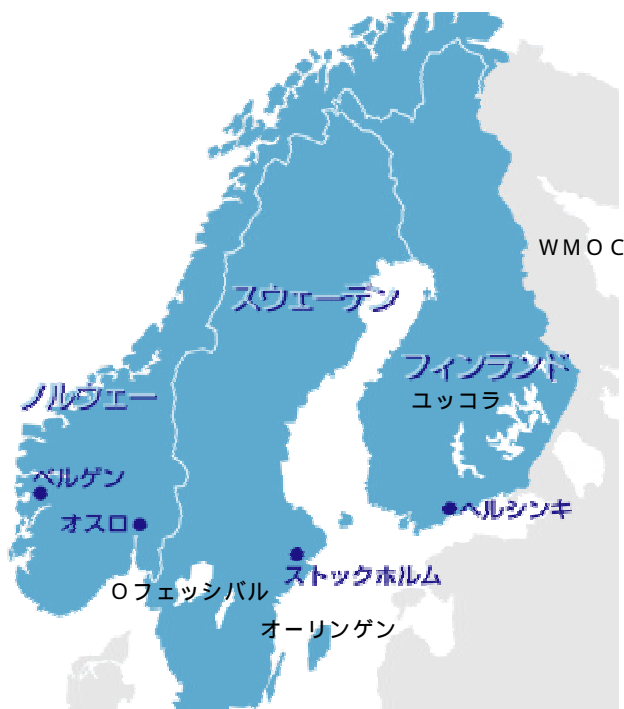 ＷＭＯＣ
スウェーデン
フィンランド
ユッコラ
ノルウェー
ベルゲン
オスロ
ヘルシンキ
ストックホルム
Ｏフェッシバル
オーリンゲン